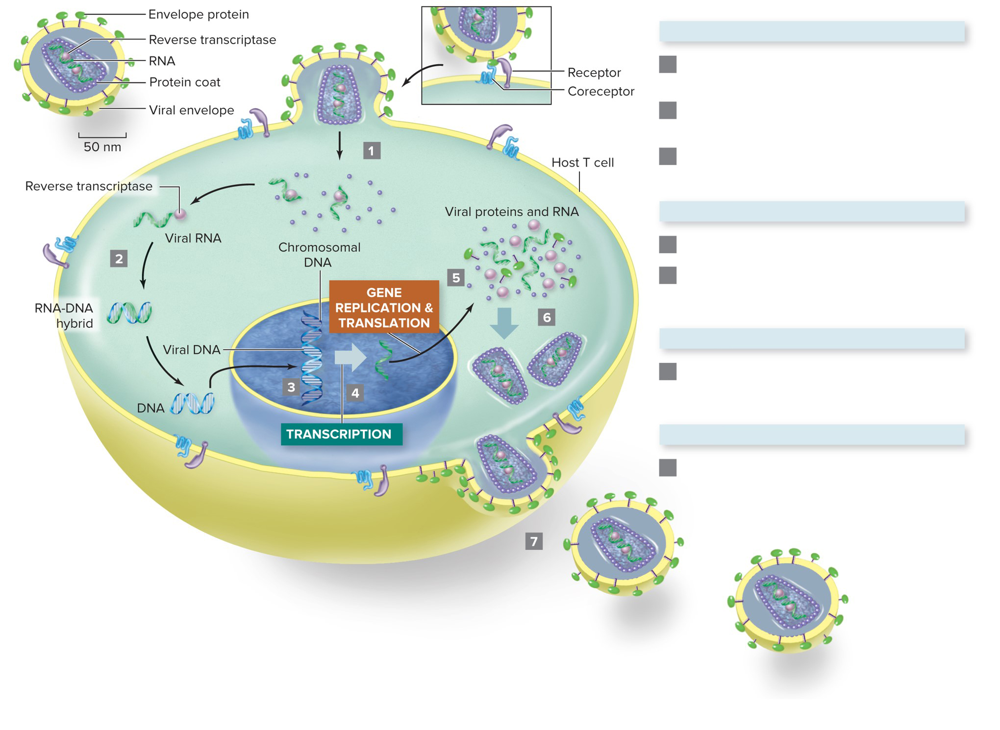 Envelope protein
Reverse transcriptase
RNA
Protein coat
Viral envelope
50 nm
Receptor
Coreceptor
1
Host T cell
Reverse transcriptase
Viral RNA
2
Chromosomal
DNA
Viral proteins and RNA
5
GENE
REPLICATION &
TRANSLATION
6
RNA-DNA
hybrid
Viral DNA
3
4
DNA
TRANSCRIPTION
7